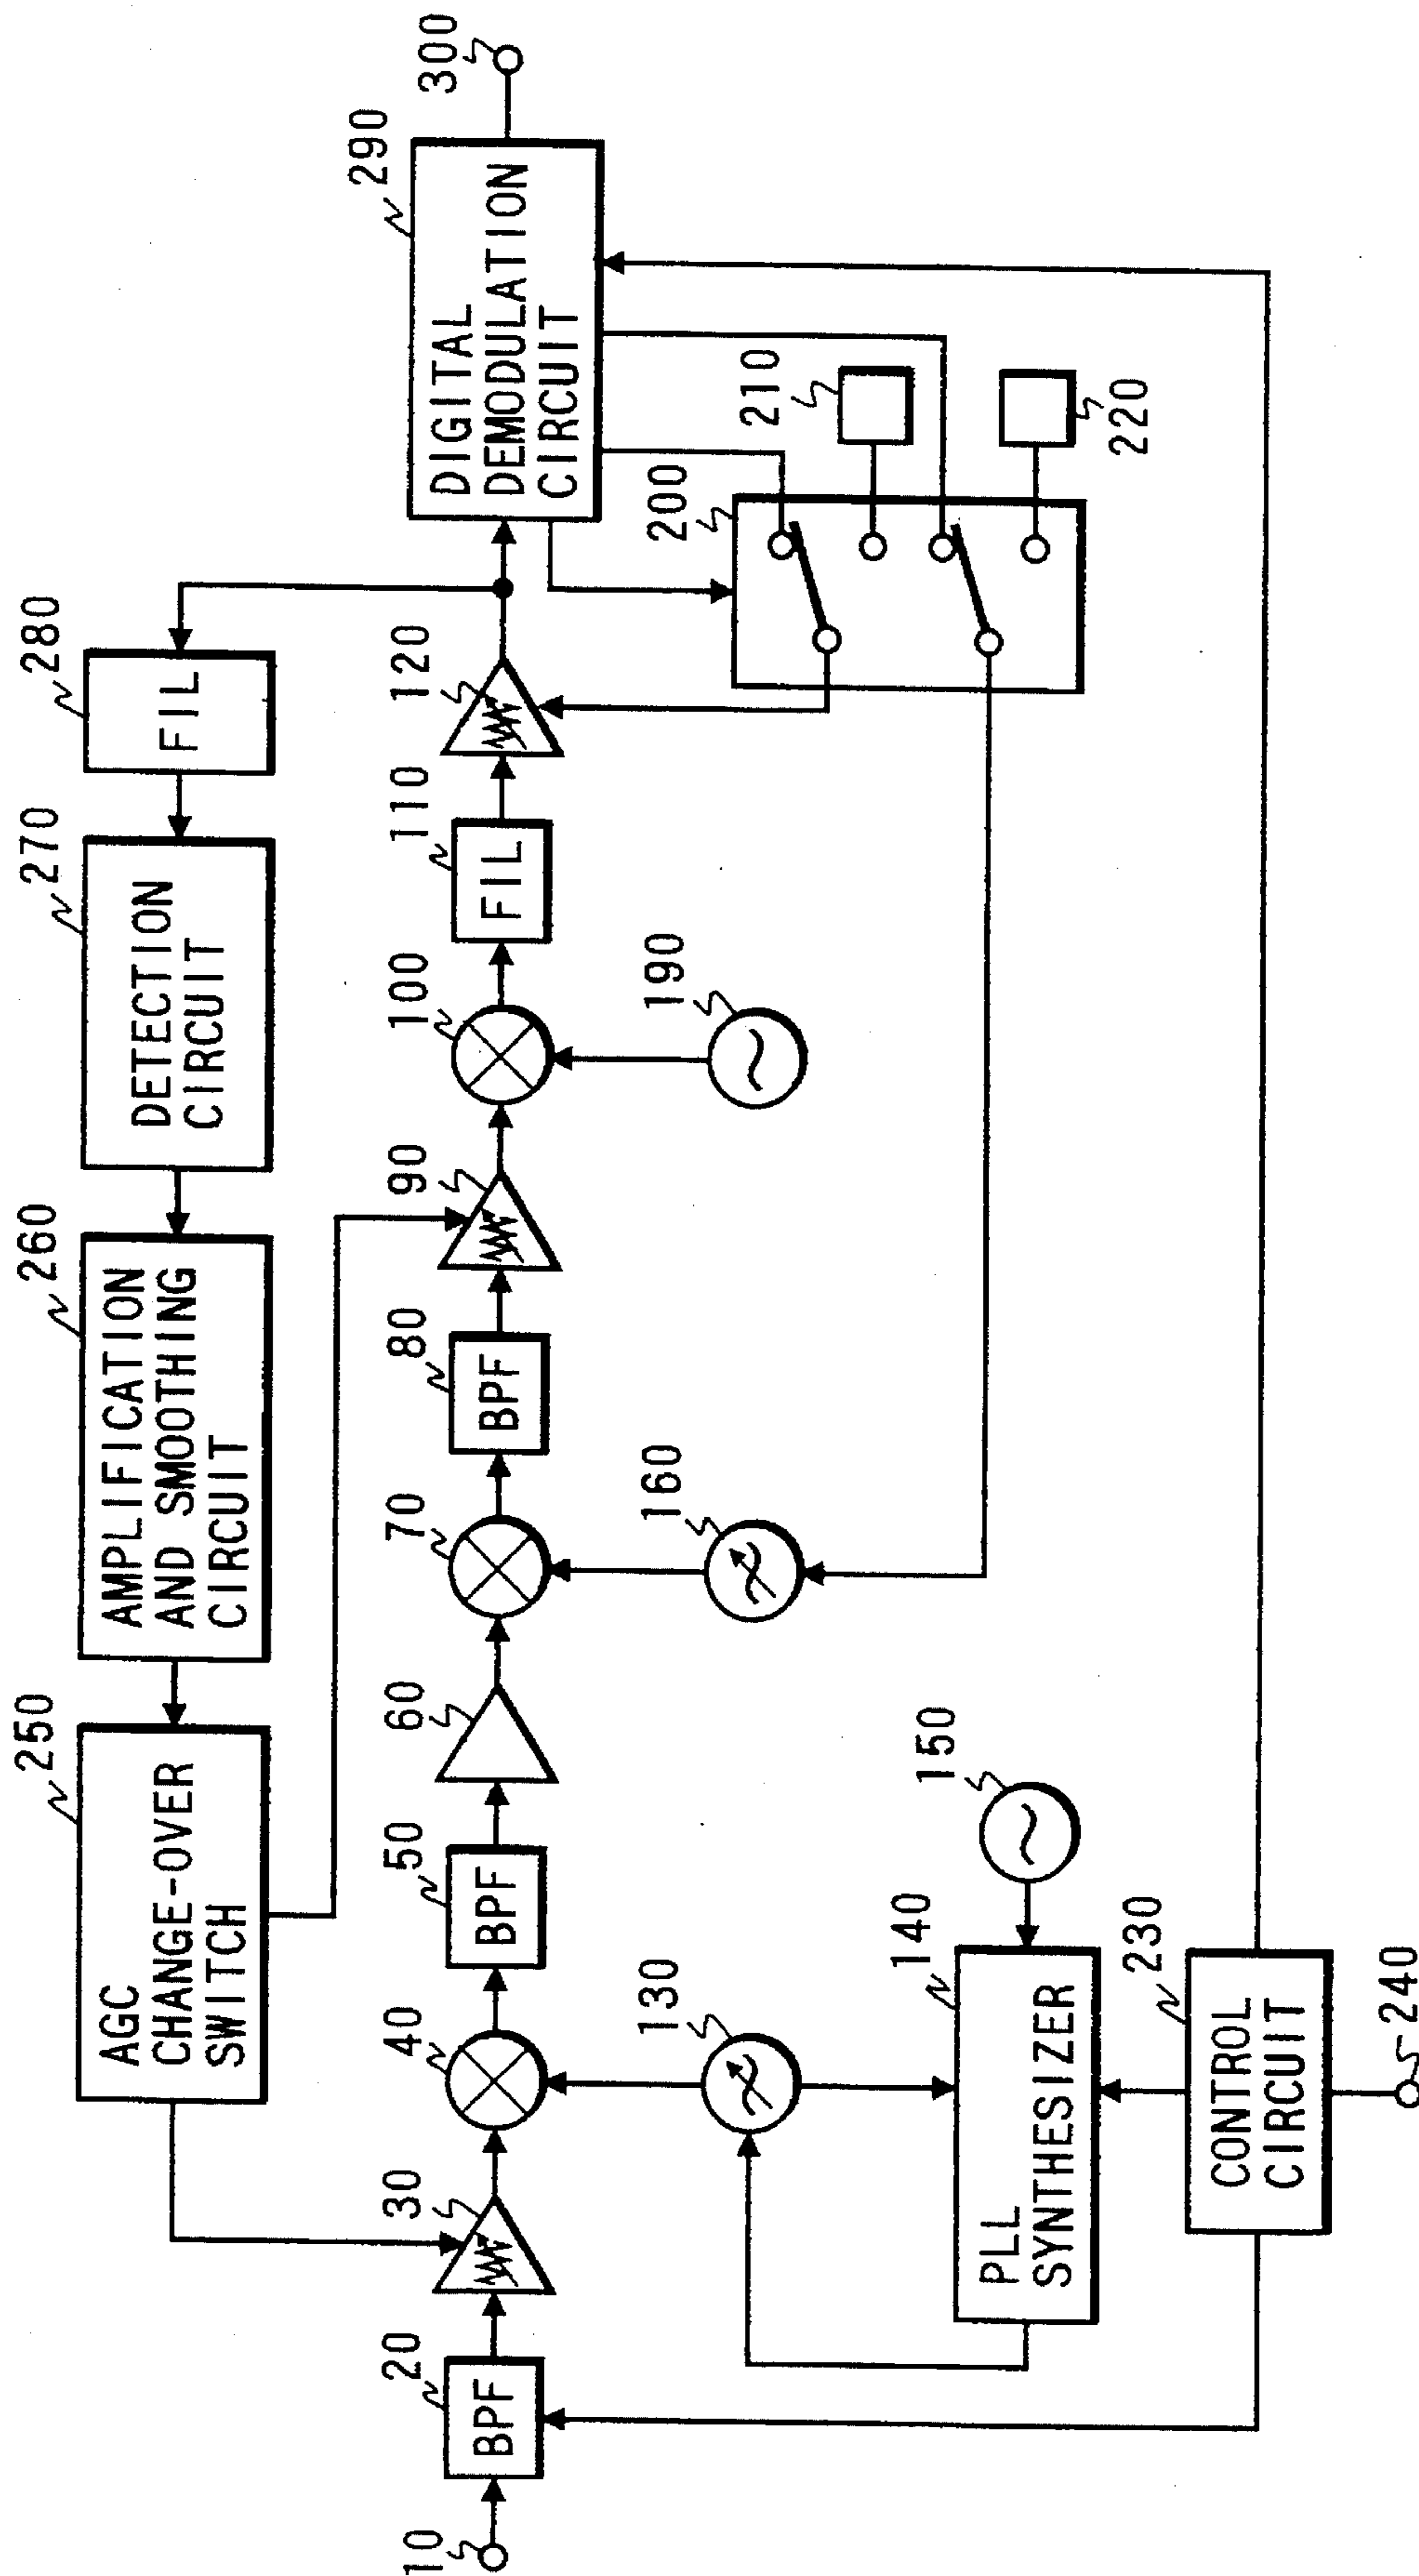 250
AGC
CHANGE-OVER
SWITCH
260
AMPLIFICATION
AND SMOOTHING
CIRCUIT
270
DETECTION
CIRCUIT
280
FIL
10
20
BPF
30
40
50
BPF
60
70
80
BPF
90
100
110
FIL
120
290
DIGITAL
DEMODULATION
CIRCUIT
300
130
160
190
200
210
220
140
PLL
SYNTHESIZER
150
230
CONTROL
CIRCUIT
240